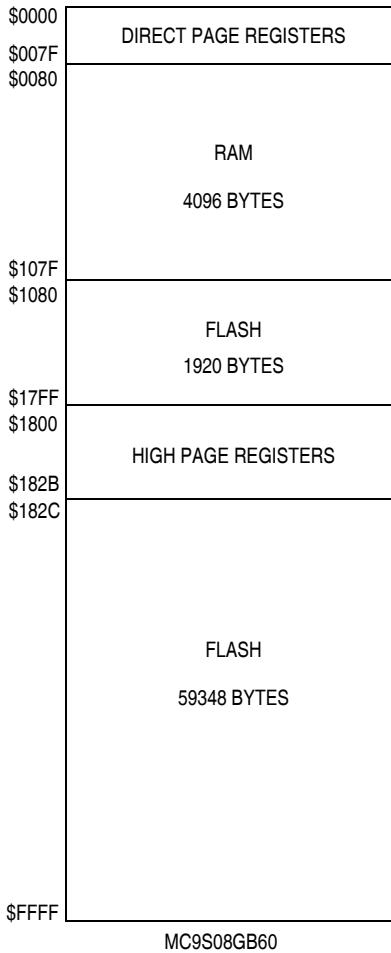 $0000
DIRECT PAGE REGISTERS
$007F
$0080
RAM
4096 BYTES
$107F
$1080
FLASH
1920 BYTES
$17FF
$1800
HIGH PAGE REGISTERS
$182B
$182C
FLASH
59348 BYTES
$FFFF
MC9S08GB60